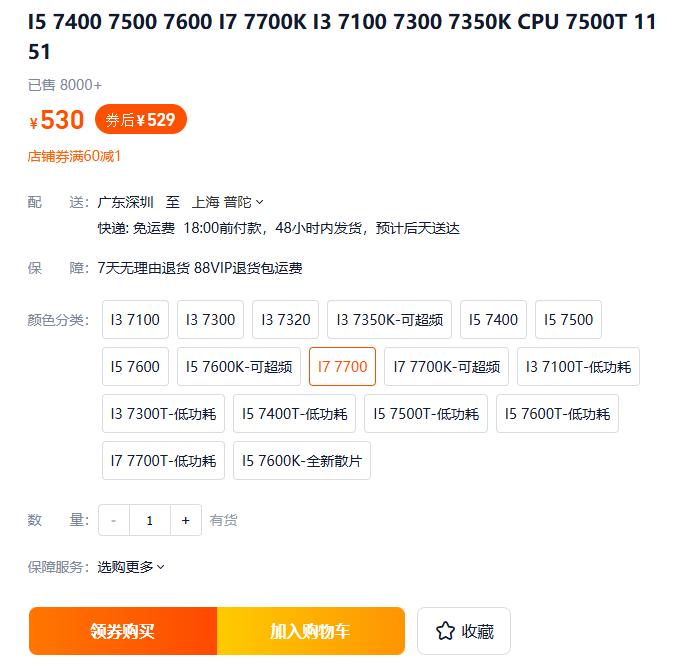 I5 7400 7500 7600 I7 7700K I3 7100 7300 7350K CPU 7500T 11
51
已售 8000+
¥530 券后¥529
店铺券满60减1
配 送： 广东深圳 至 上海 普陀
快递: 免运费 18:00前付款，48小时内发货，预计后天送达
保 障： 7天无理由退货 88VIP退货包运费
颜色分类： I3 7100 I3 7300 I3 7320 I3 7350K-可超频 I5 7400 I5 7500
I5 7600 I5 7600K-可超频 I7 7700 I7 7700K-可超频 I3 7100T-低功耗
I3 7300T-低功耗 I5 7400T-低功耗 I5 7500T-低功耗 I5 7600T-低功耗
I7 7700T-低功耗 I5 7600K-全新散片
数 量： - 1 + 有货
保障服务： 选购更多
领券购买 加入购物车 收藏